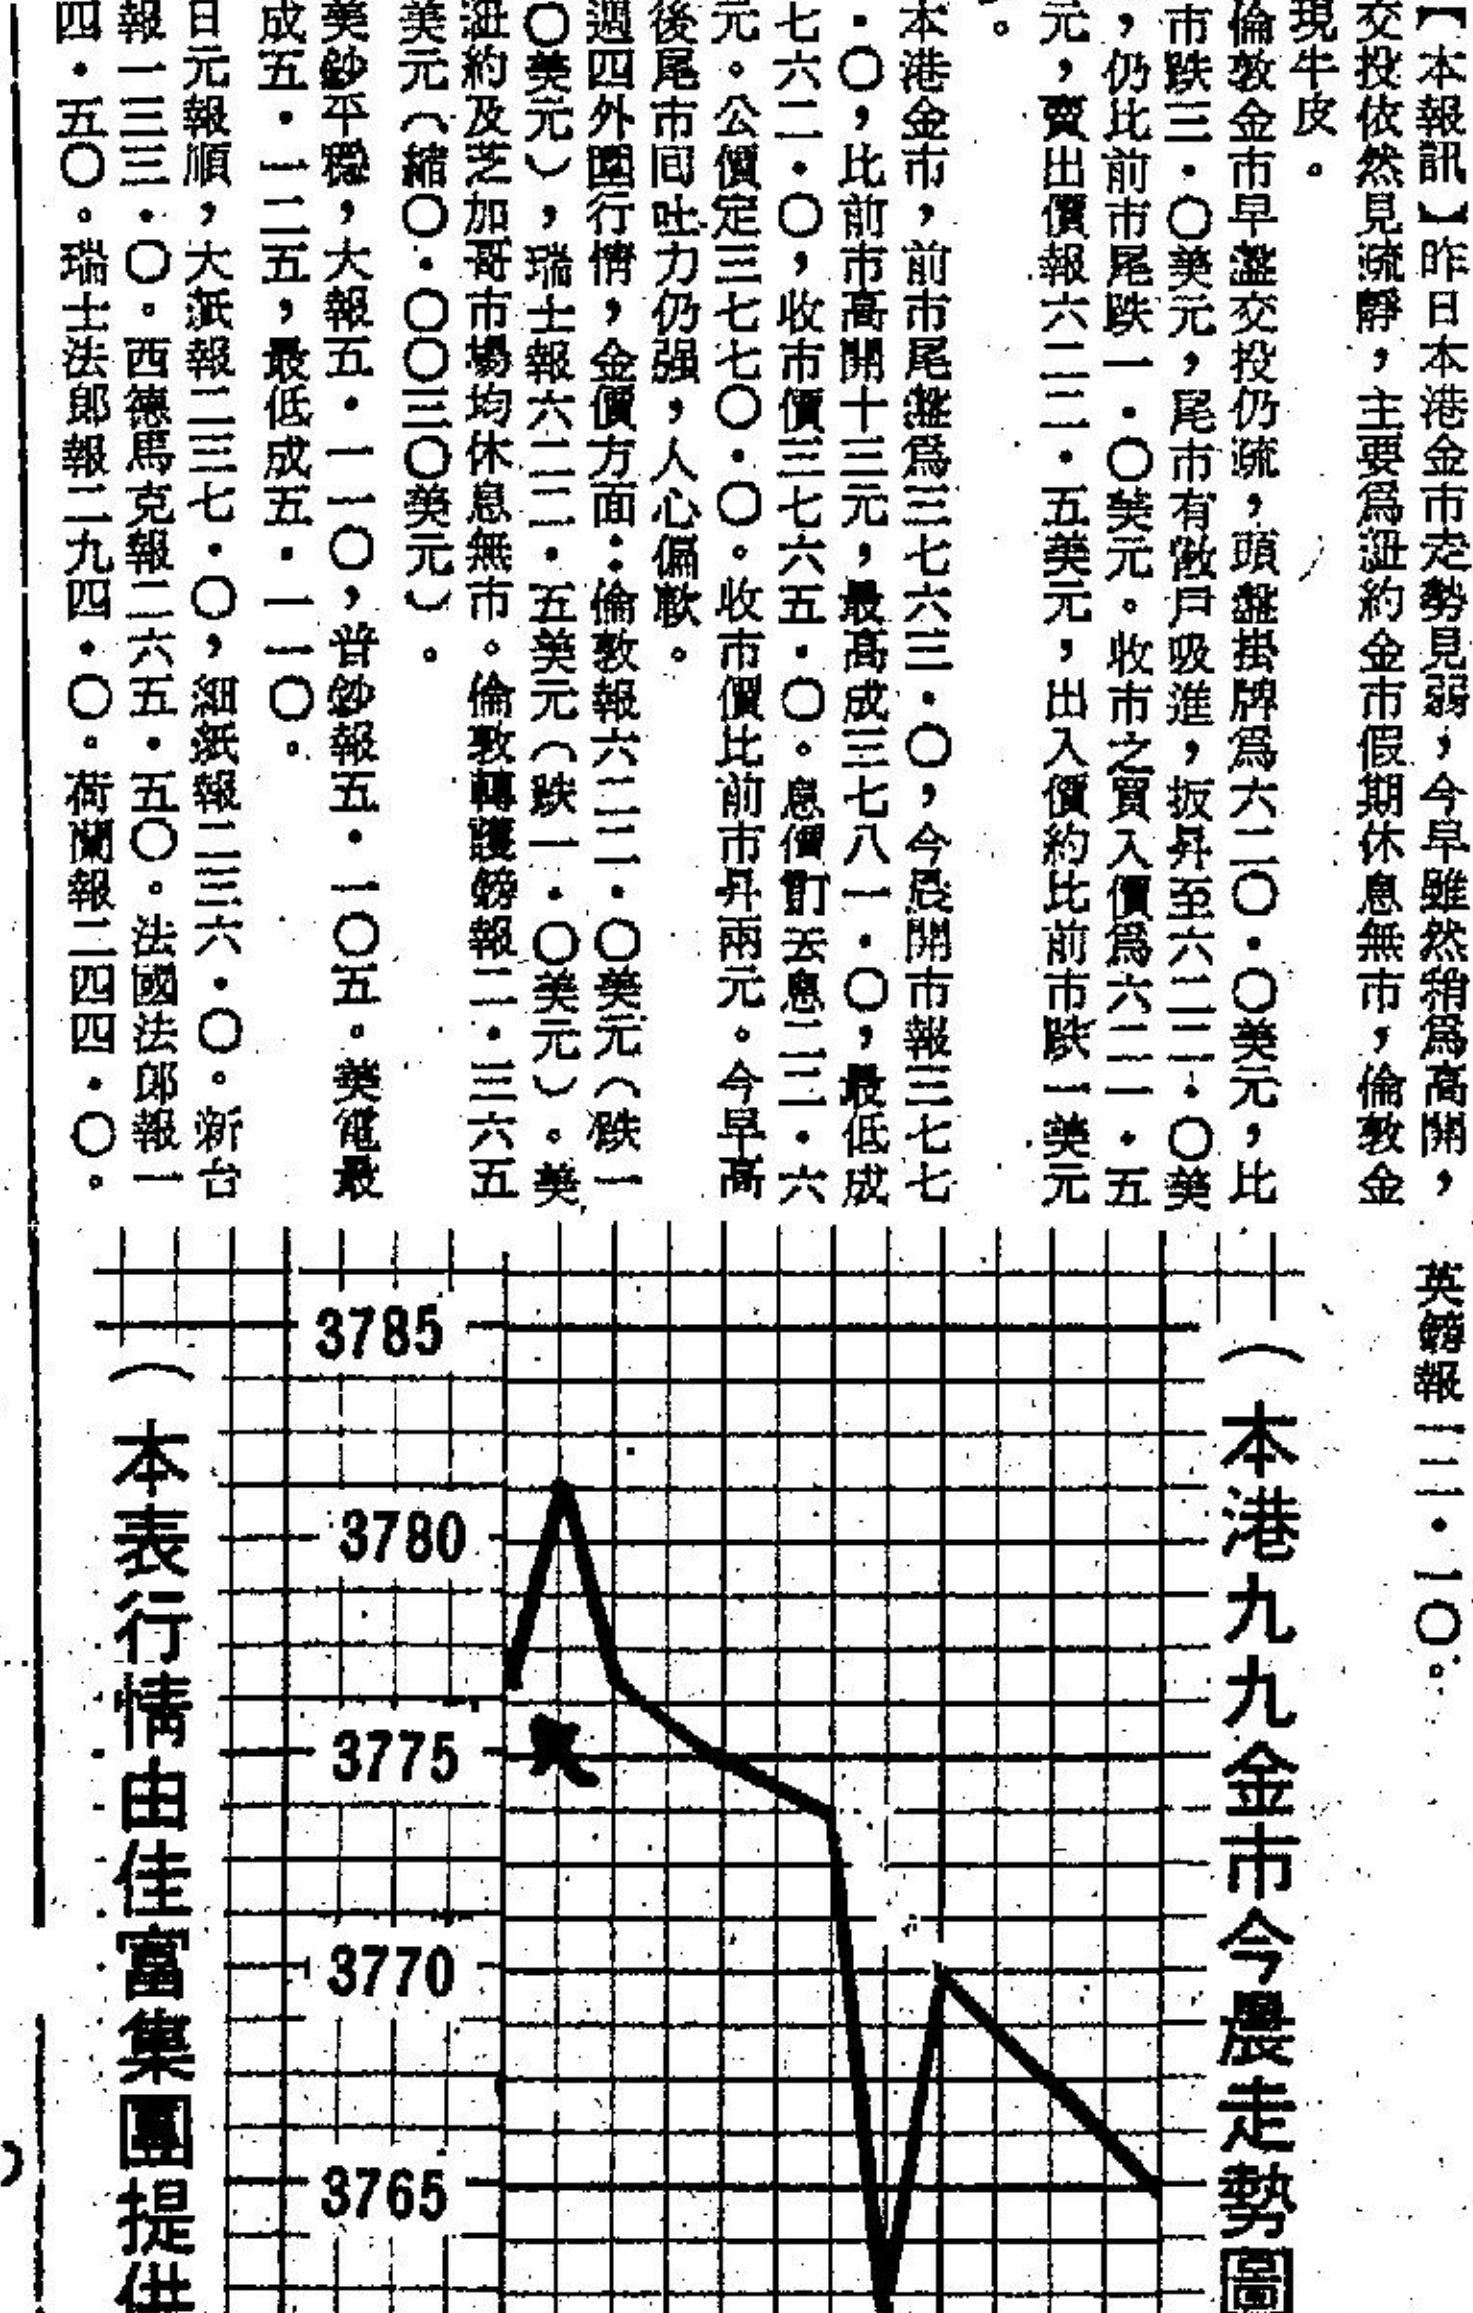 【本報訊】昨日本港金市走勢見弱，今早雖然稍爲高開，
交投依然見疏靜，主要爲紐約金市假期休息無市，倫敦金
現牛皮。
倫敦金市早盤交投仍疏，頭盤掛牌爲六二〇・〇美元，比
市跌三・〇美元，尾市有散戶吸進，扳昇至六二二・〇美
，仍比前市尾跌一・〇美元。收市之買入價爲六二一・五
元，賣出價報六二二・五美元，出入價約比前市跌一美元
。
本港金市，前市尾盤爲三七六三・〇，今晨開市報三七七
・〇，比前市高開十三元，最高成三七八一・〇，最低成
七六二・〇，收市價三七六五・〇。息價酊去息二二・六
元。公價定三七七〇・〇。收市價比前市昇兩元。今早高
後尾市回吐力仍强，人心偏軟。
週四外圍行情，金價方面：倫敦報六二二・〇美元（跌一
〇美元），瑞士報六二二・五美元（跌一・〇美元）。美
紐約及芝加哥市場均休息無市。倫敦轉護鎊報二・三六五
美元（縮〇・〇〇三〇美元）。
美鈔平穩，大報五・一一〇，普鈔報五・一〇五。英電最
成五・一二五，最低成五・一一〇。
日元報順，大紙報二三七・〇，細紙報二三六・〇。新台
報一三三・〇。西德馬克報二六五・五〇。法國法郎報一
四・五〇。瑞士法郎報二九四・〇。荷蘭報二四四・〇。
英鎊報一二・一〇。
（本港九九金市今晨走勢圖
3785
3780
3775
3770
3765
（本表行情由佳富集團提供